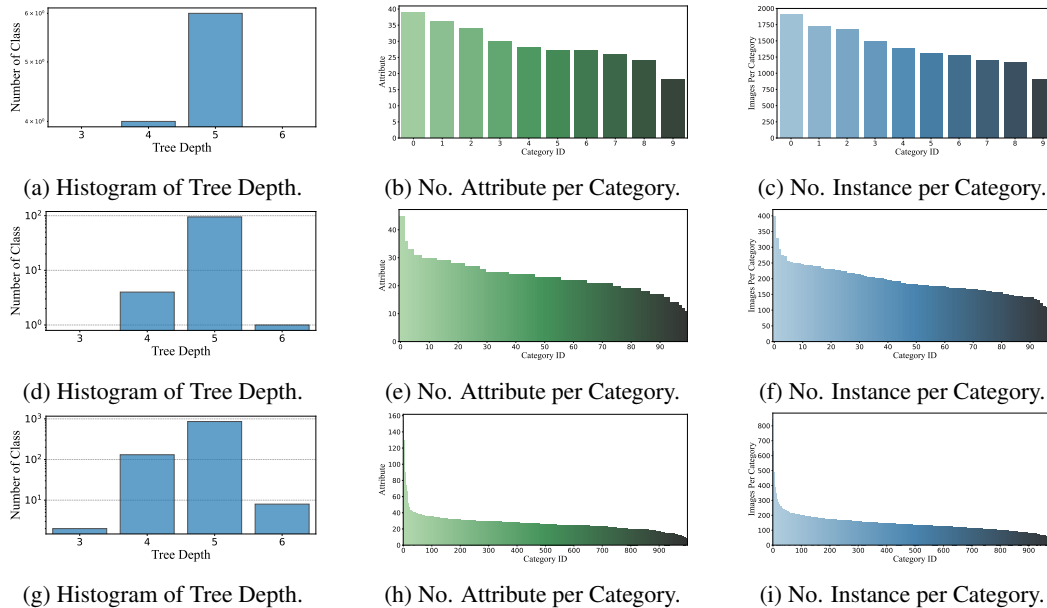 6 × 10⁰
5 × 10⁰
4 × 10⁰
Number of Class
3 4 5 6
Tree Depth
40
35
30
25
20
15
10
5
0
Attribute
0 1 2 3 4 5 6 7 8 9
Category ID
2000
1750
1500
1250
1000
750
500
250
0
Images Per Category
0 1 2 3 4 5 6 7 8 9
Category ID
(a) Histogram of Tree Depth. (b) No. Attribute per Category. (c) No. Instance per Category.
10²
10¹
10⁰
Number of Class
3 4 5 6
Tree Depth
40
30
20
10
0
Attribute
0 10 20 30 40 50 60 70 80 90
Category ID
400
350
300
250
200
150
100
50
0
Images Per Category
0 10 20 30 40 50 60 70 80 90
Category ID
(d) Histogram of Tree Depth. (e) No. Attribute per Category. (f) No. Instance per Category.
10³
10²
10¹
Number of Class
3 4 5 6
Tree Depth
160
140
120
100
80
60
40
20
0
Attribute
0 100 200 300 400 500 600 700 800 900
Category ID
800
700
600
500
400
300
200
100
0
Images Per Category
0 100 200 300 400 500 600 700 800 900
Category ID
(g) Histogram of Tree Depth. (h) No. Attribute per Category. (i) No. Instance per Category.